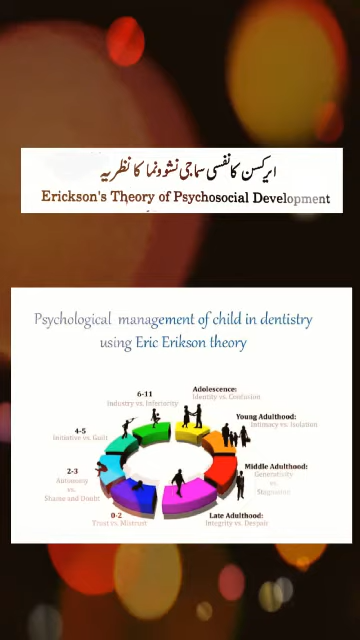 ایرکسن کا نفسی سماجی نشوونما کا نظریہ
Erickson's Theory of Psychosocial Development
Psychological management of child in dentistry
using Eric Erikson theory
6-11
Industry vs. Inferiority
Adolescence:
Identity vs. Confusion
Young Adulthood:
Intimacy vs. Isolation
4-5
Initiative vs. Guilt
2-3
Autonomy
vs.
Shame and Doubt
Middle Adulthood:
Generativity
vs.
Stagnation
0-2
Trust vs. Mistrust
Late Adulthood:
Integrity vs. Despair